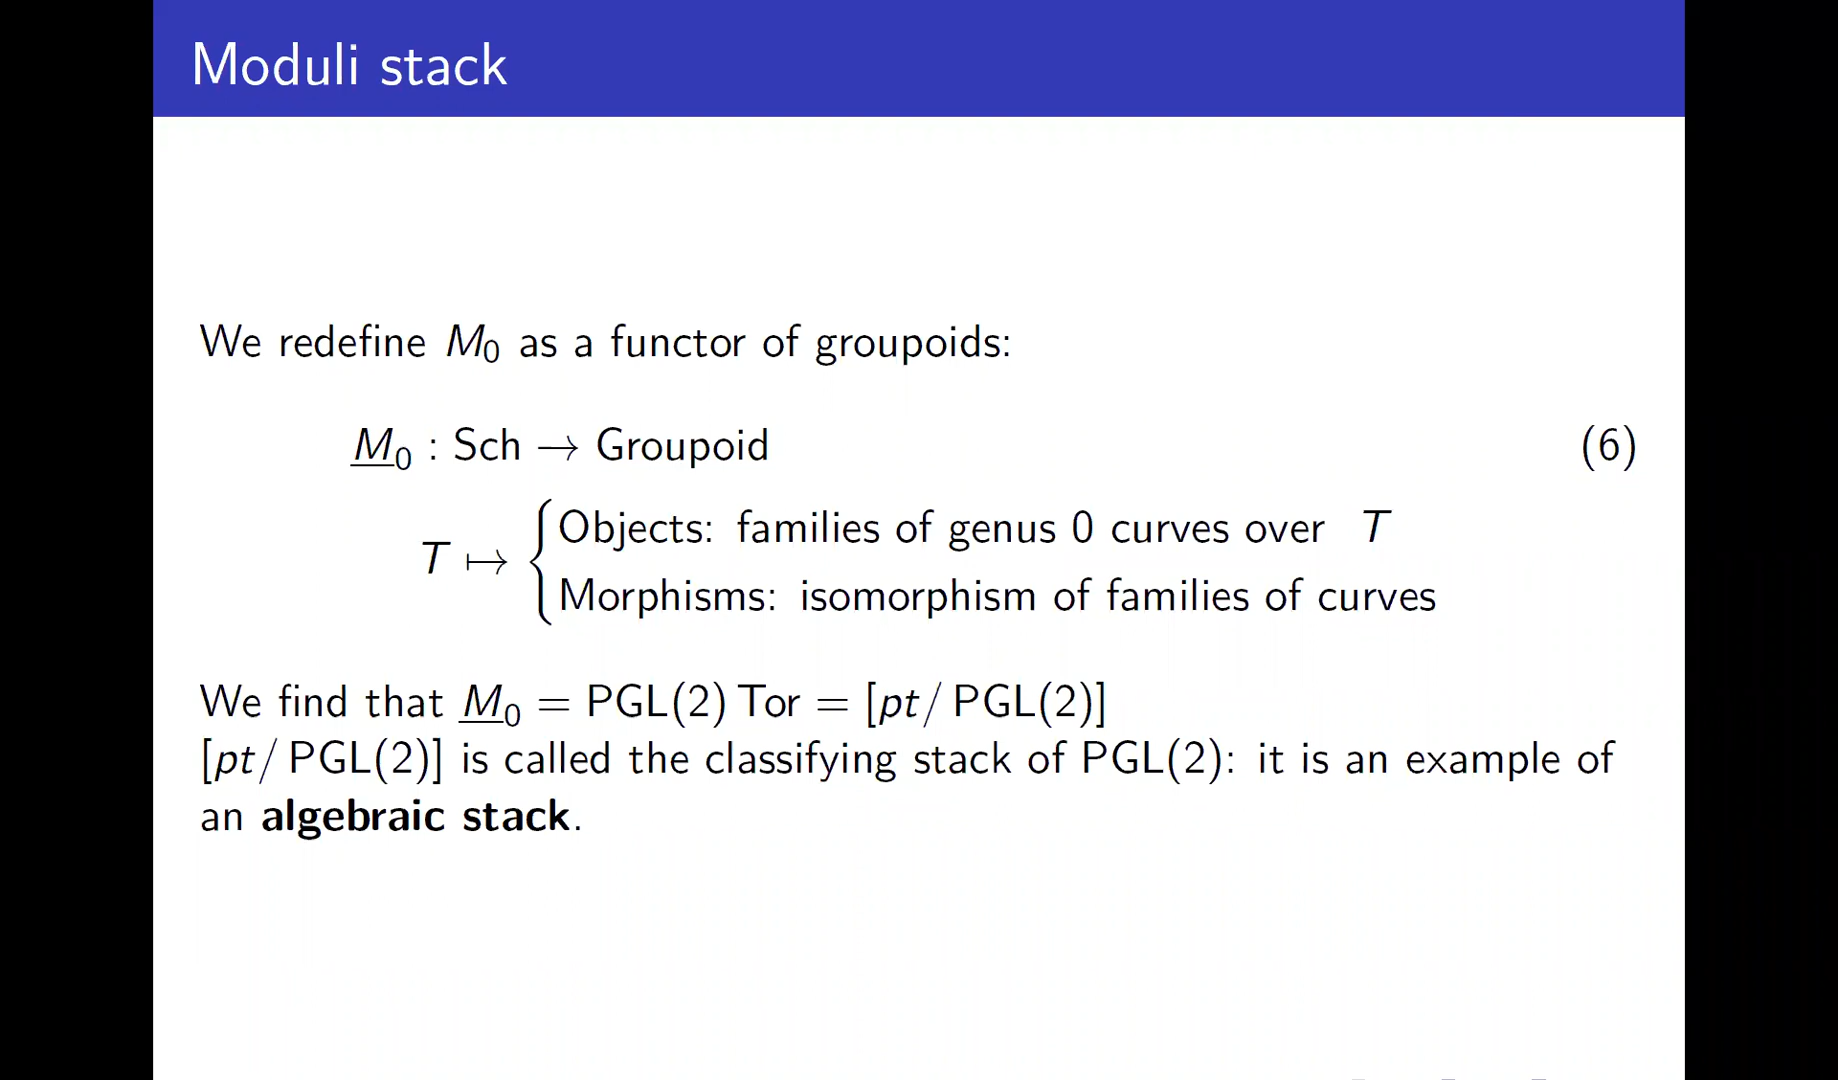 Moduli stack
We redefine M₀ as a functor of groupoids:
M̲₀ : Sch → Groupoid (6)
T ↦ { Objects: families of genus 0 curves over T
Morphisms: isomorphism of families of curves
We find that M̲₀ = PGL(2) Tor = [pt/ PGL(2)]
[pt/ PGL(2)] is called the classifying stack of PGL(2): it is an example of
an algebraic stack.